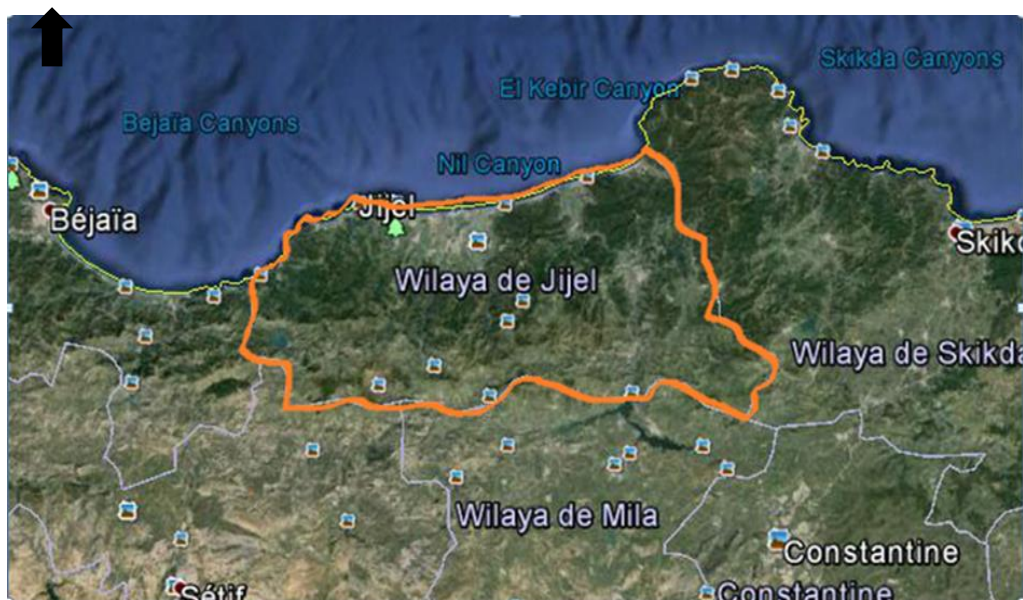 Skikda Canyons
El Kebir Canyon
Bejaïa Canyons
Nil Canyon
Jijel
Béjaïa
Skikd
Wilaya de Jijel
Wilaya de Skikda
Wilaya de Mila
Constantine
Constantine
Sétif